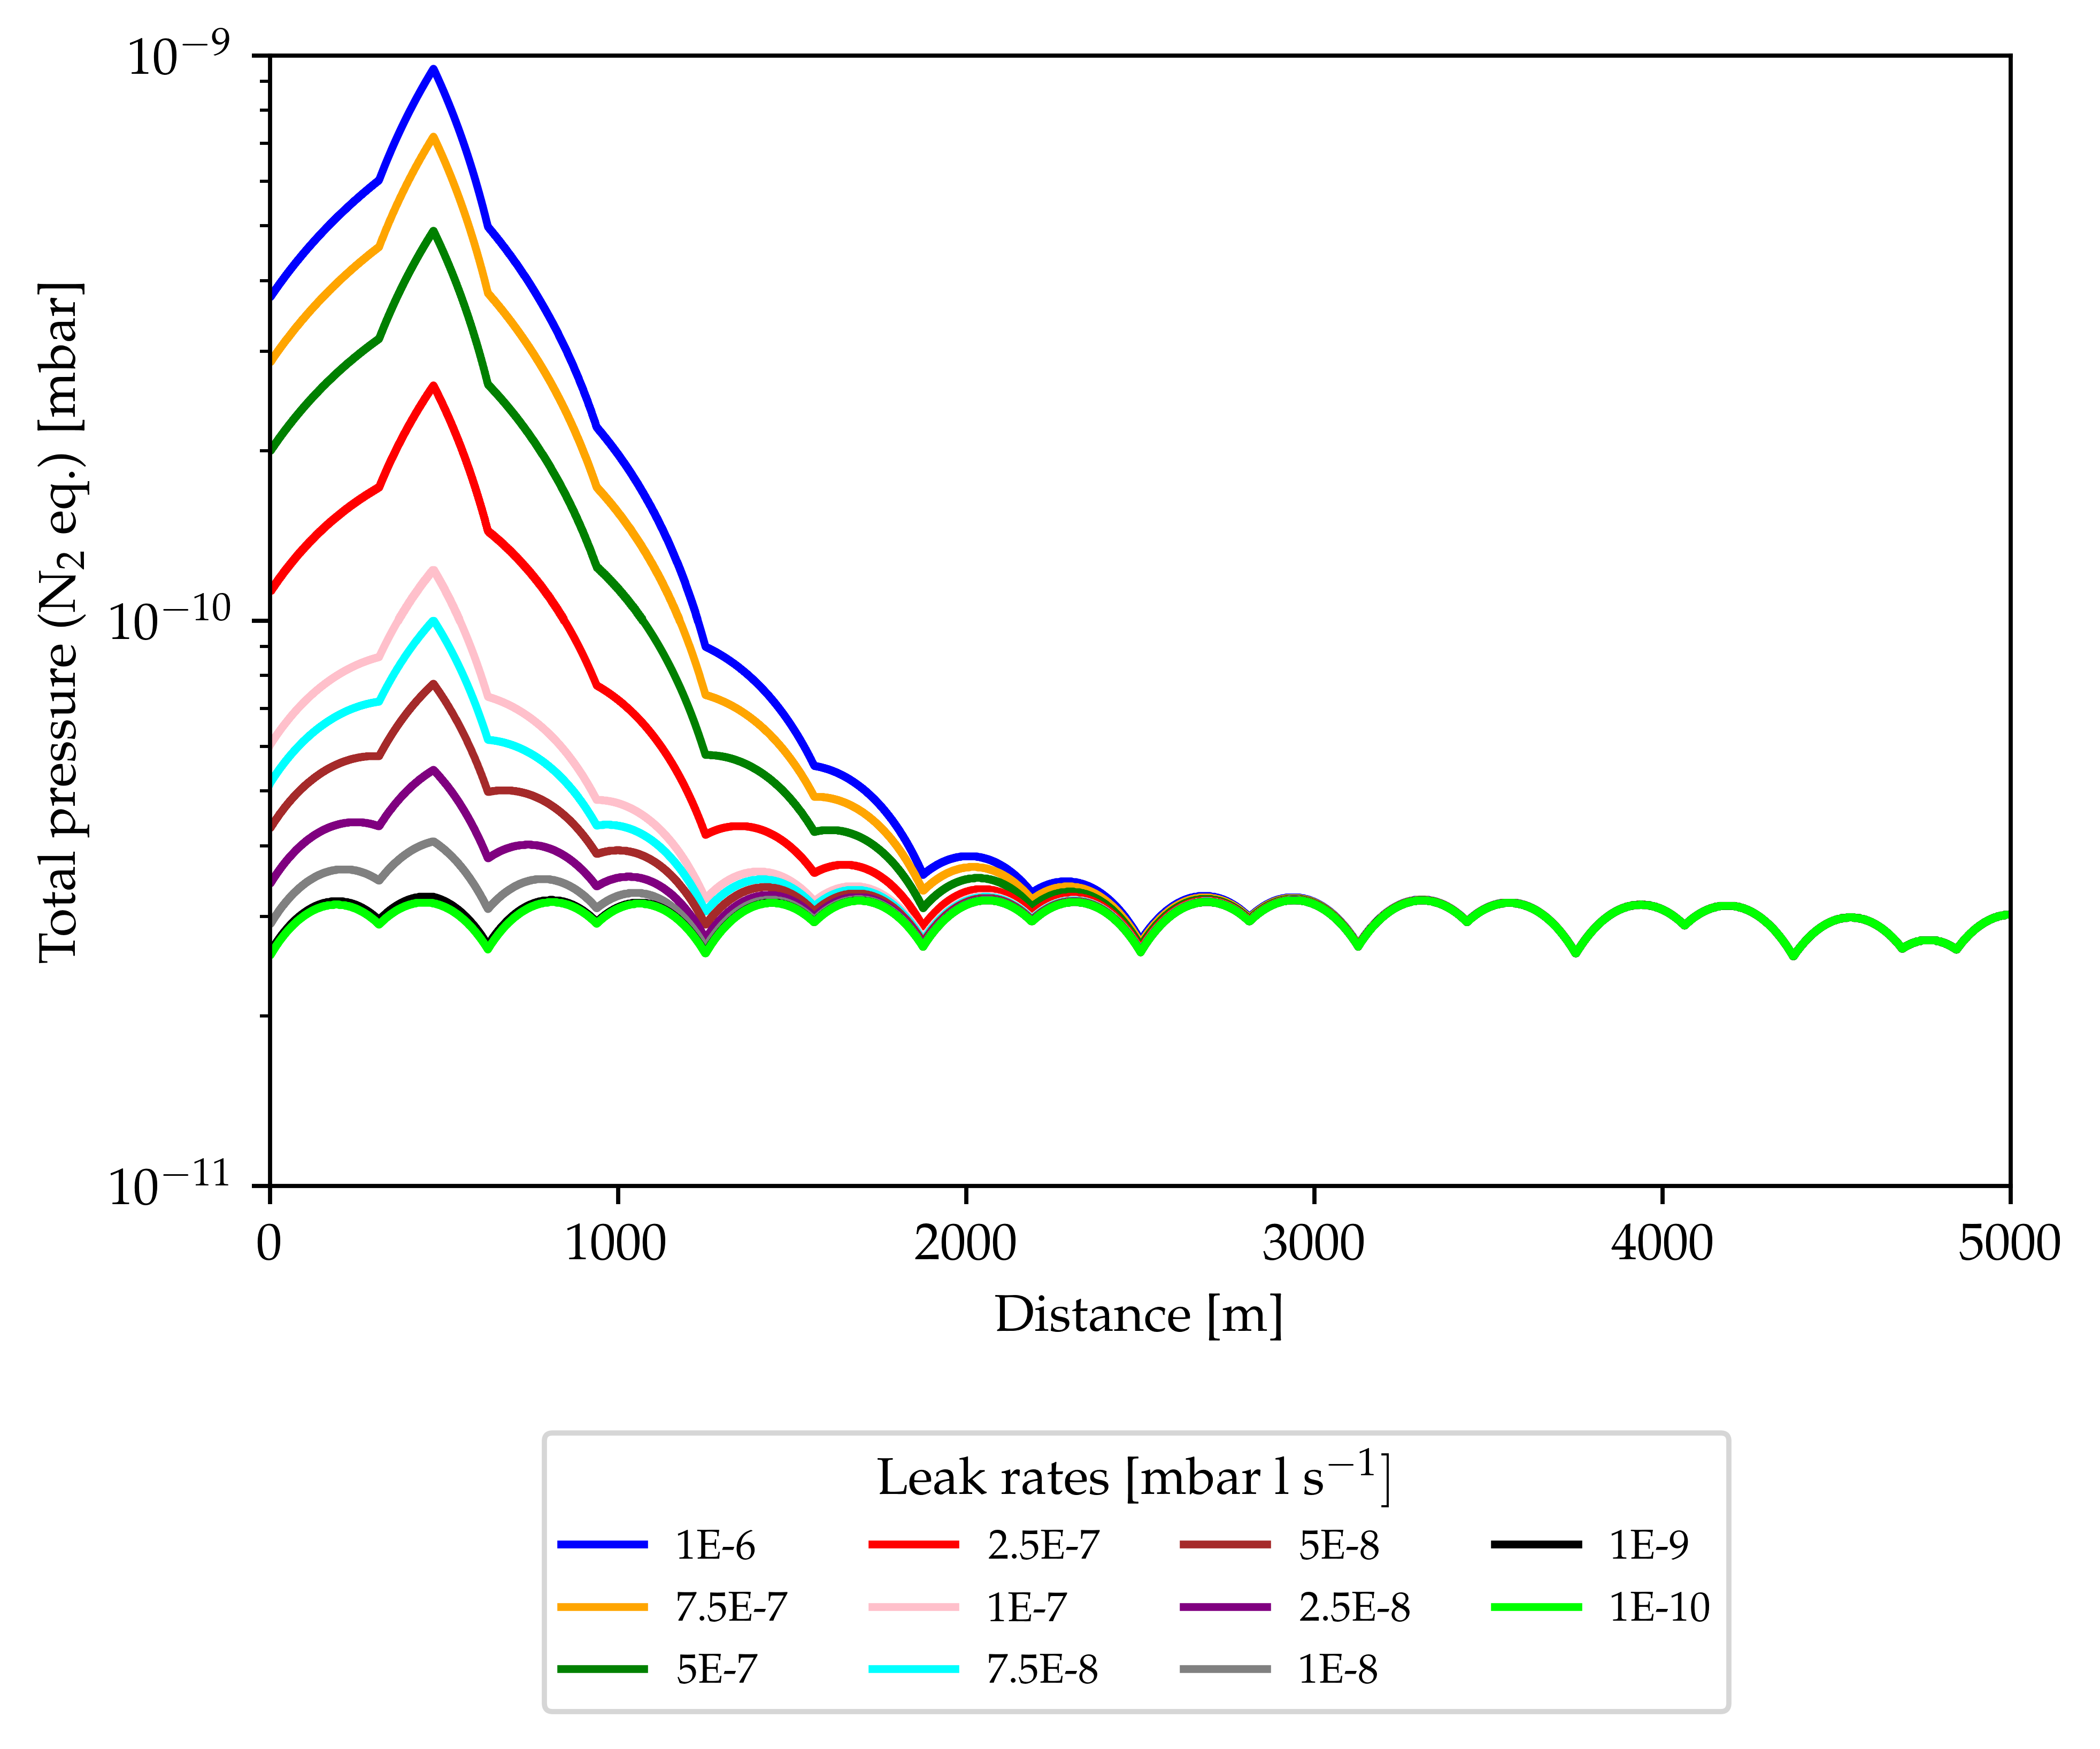 10⁻⁹
10⁻¹⁰
10⁻¹¹
Total pressure (N₂ eq.) [mbar]
0 1000 2000 3000 4000 5000
Distance [m]
Leak rates [mbar l s⁻¹]
1E-6 2.5E-7 5E-8 1E-9
7.5E-7 1E-7 2.5E-8 1E-10
5E-7 7.5E-8 1E-8